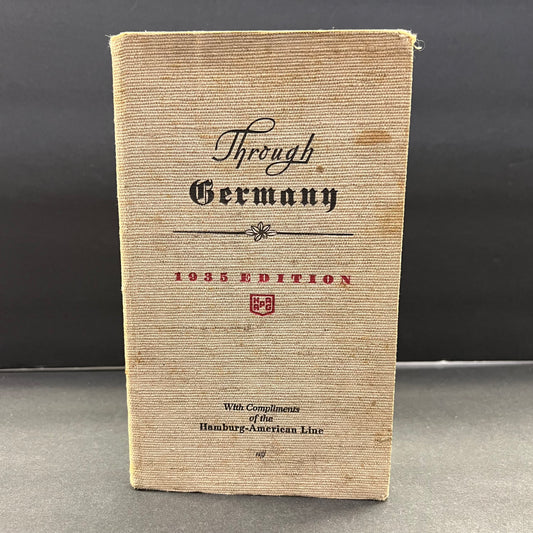 Through
Germany
1935 EDITION
HAPAG
With Compliments
of the
Hamburg-American Line